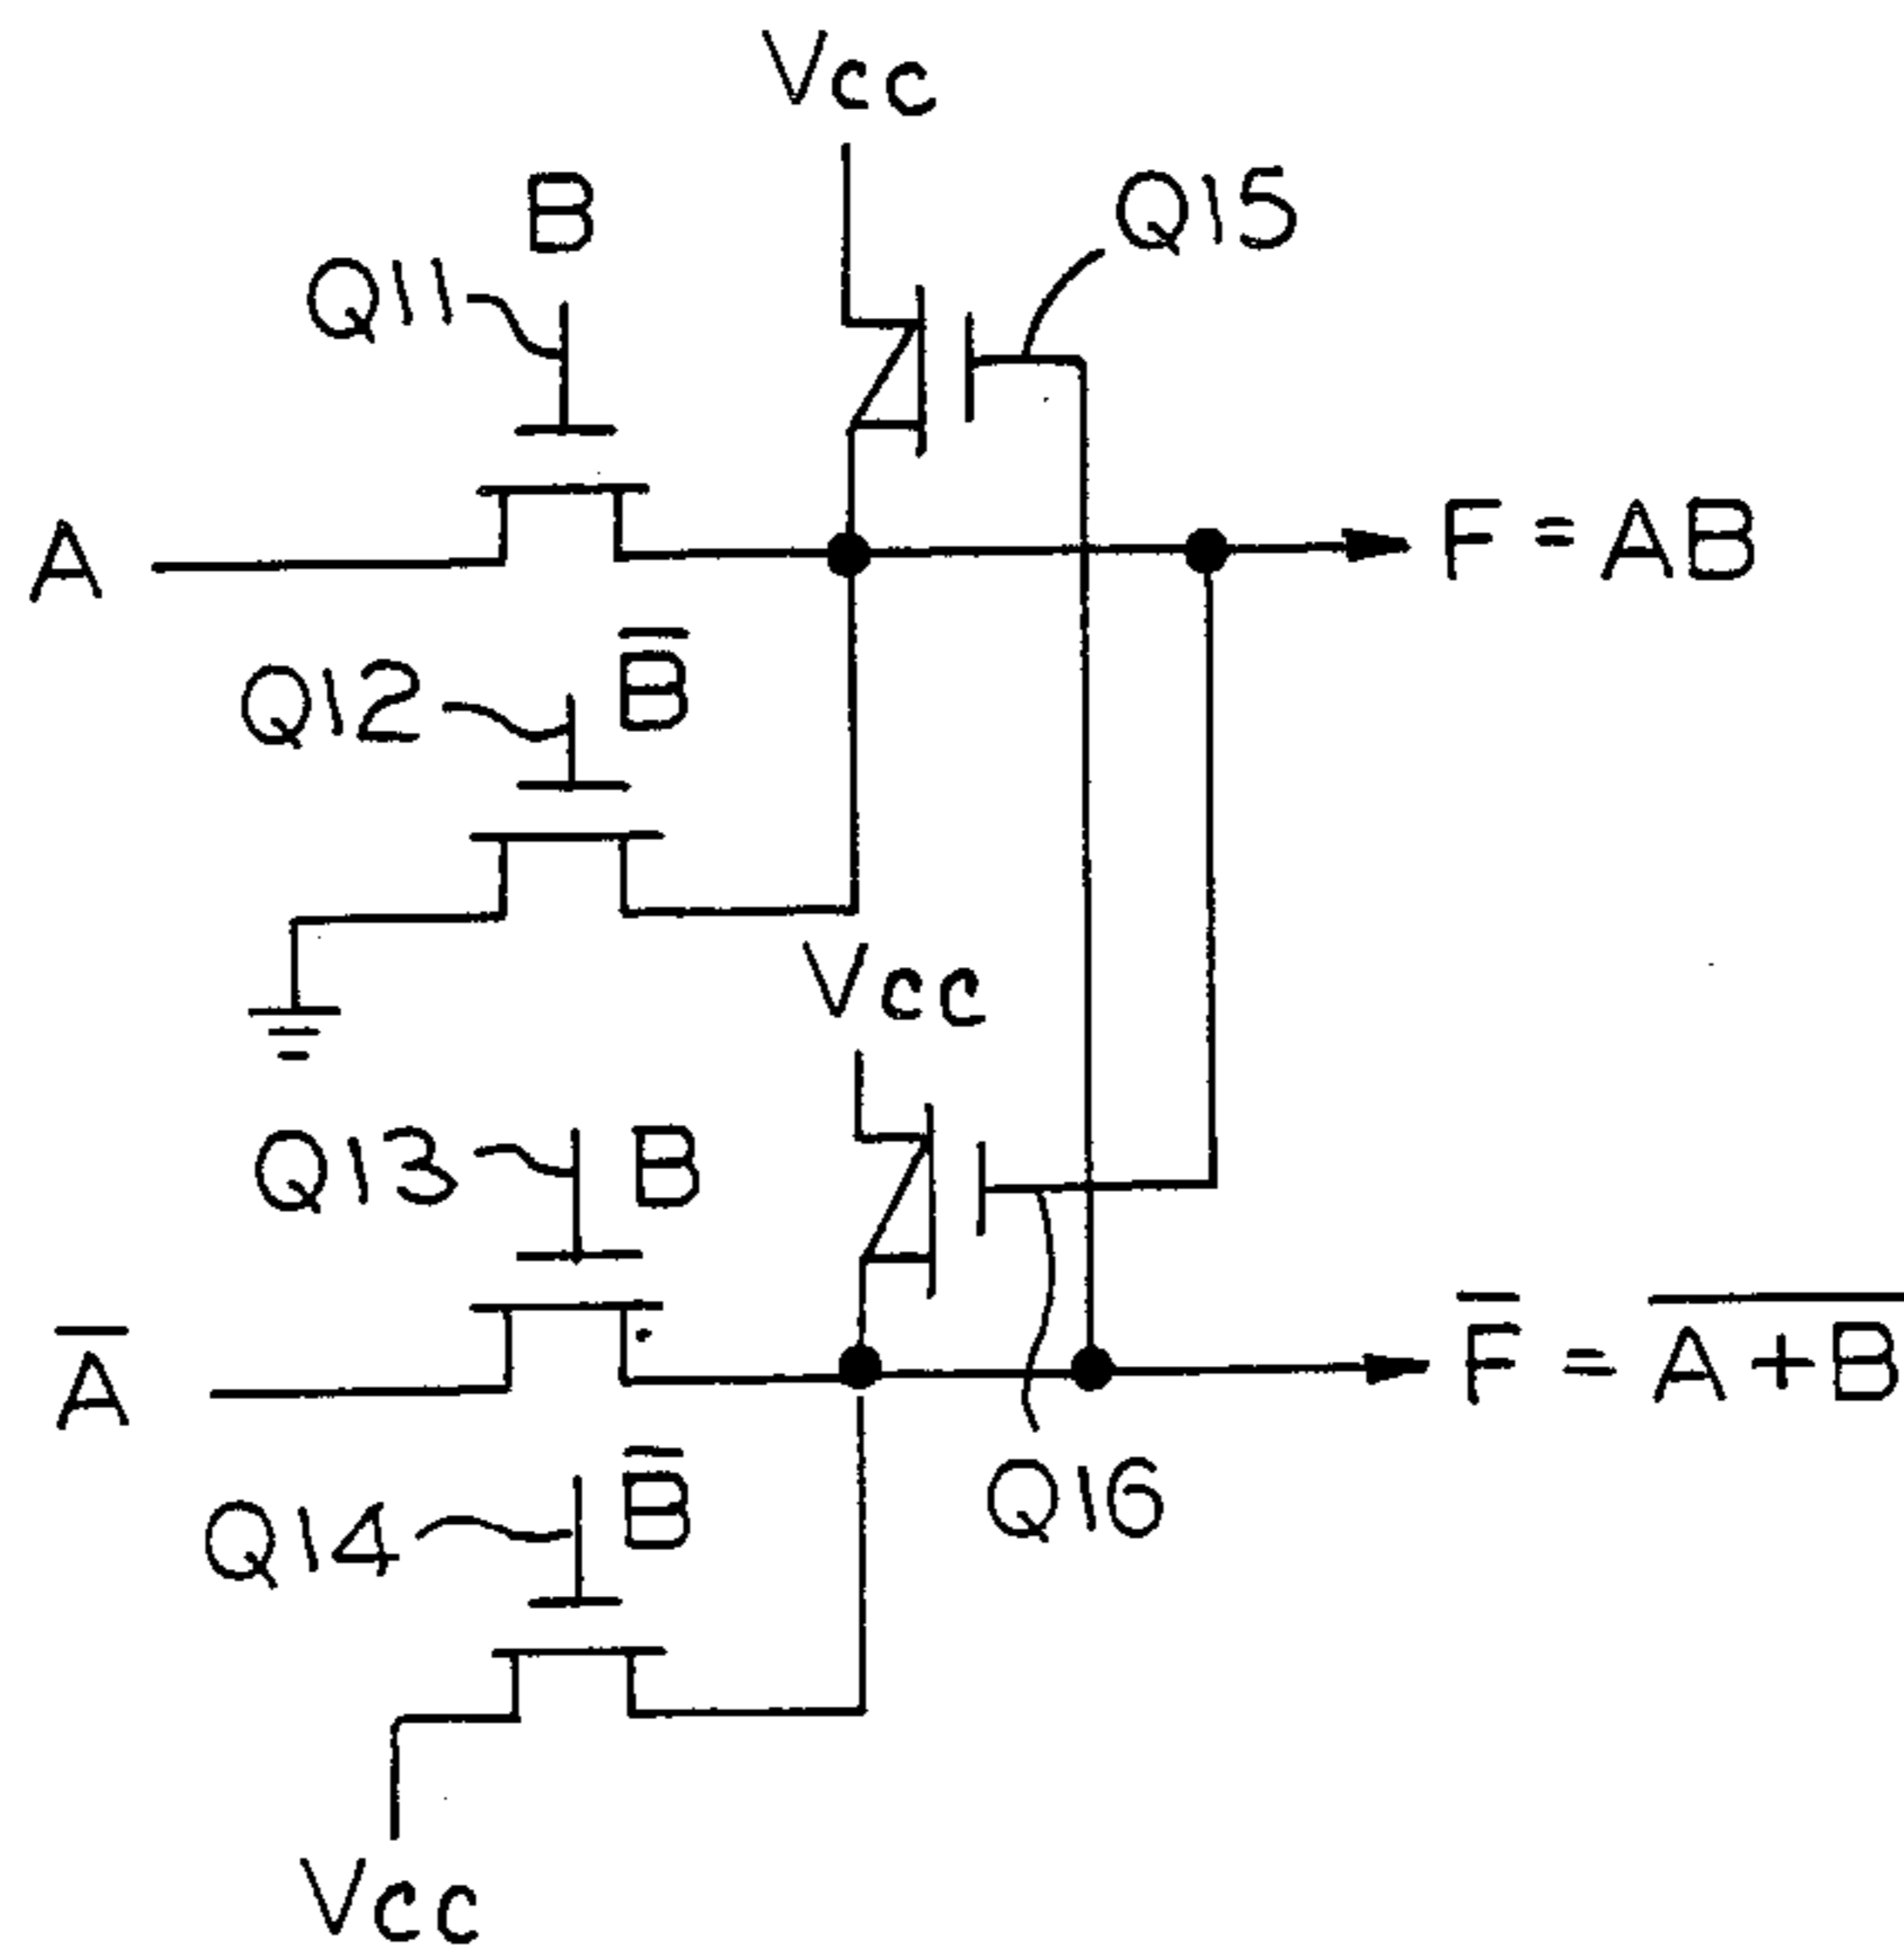 Vcc
B
Q15
Q11
A
F = AB
Q12
B̅
Vcc
Q13
B
A̅
F̅ = A̅ ̅+̅ ̅B̅
Q14
B̅
Q16
Vcc